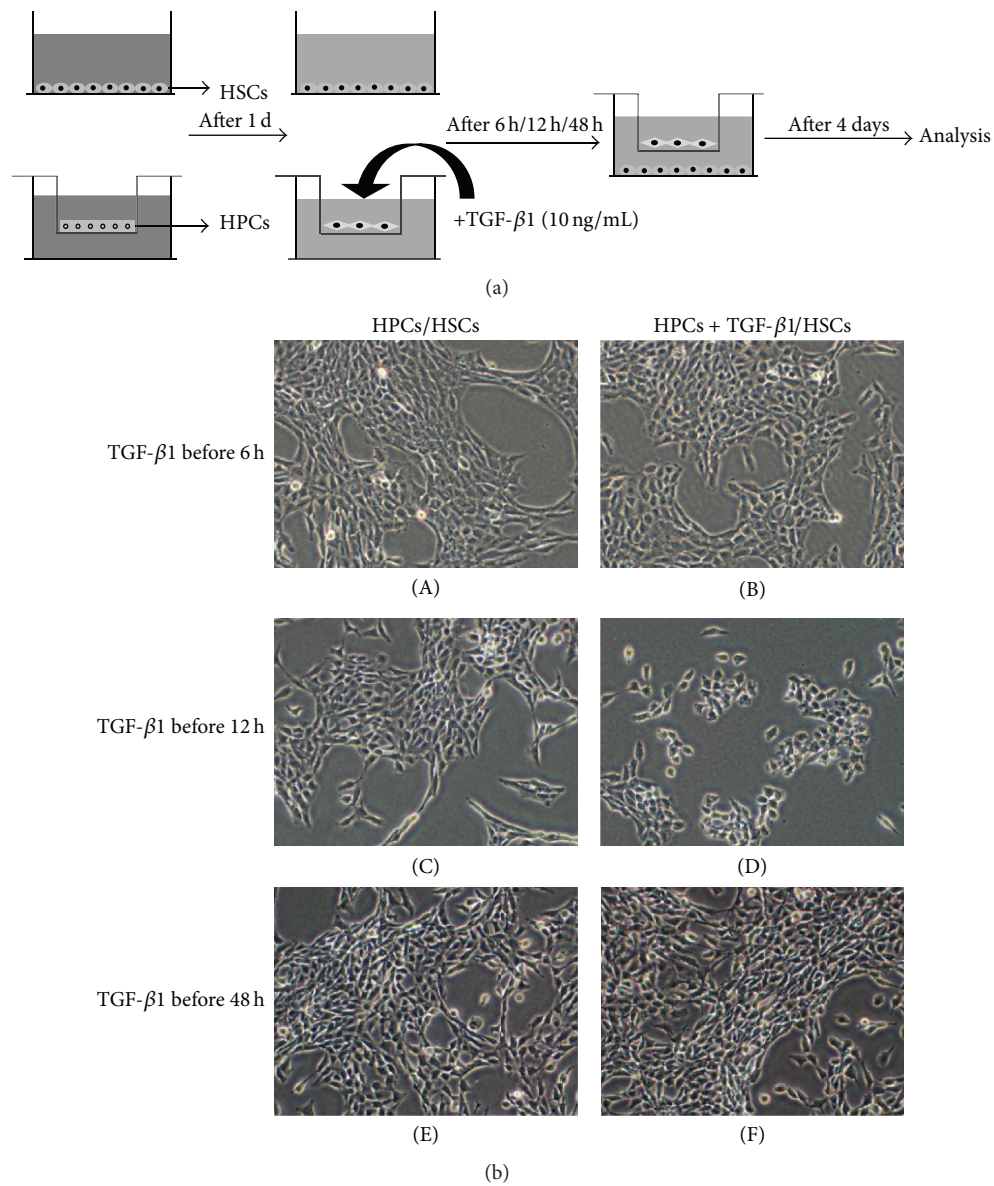 HSCs
After 1 d
HPCs
+TGF-β1 (10 ng/mL)
After 6 h/12 h/48 h
After 4 days
Analysis
(a)
HPCs/HSCs
HPCs + TGF-β1/HSCs
TGF-β1 before 6 h
(A)
(B)
TGF-β1 before 12 h
(C)
(D)
TGF-β1 before 48 h
(E)
(F)
(b)